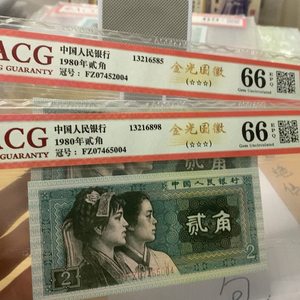 ACG
GUARANTY
中国人民银行
1980年贰角
冠号：FZ07452004
13216585
金光国徽
(☆☆☆)
66
EPQ
Gem Uncirculated
ACG
GUARANTY
中国人民银行
1980年贰角
冠号：FZ07465004
13216898
金光国徽
(☆☆☆)
66
EPQ
Gem Uncirculated
中国人民银行
贰角
2
2